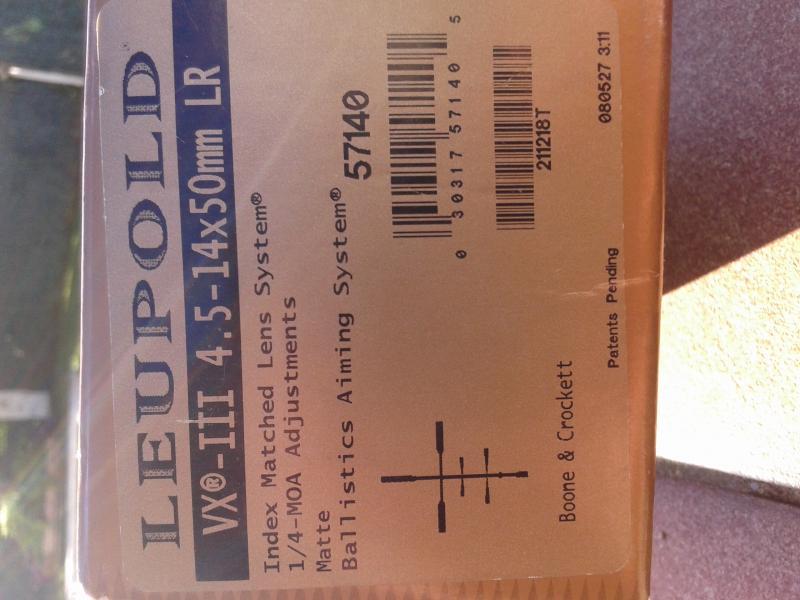 LEUPOLD
VX®-III 4.5-14x50mm LR
Index Matched Lens System®
1/4-MOA Adjustments
Matte
Ballistics Aiming System®
57140
0 30317 57140 5
211218T
Boone & Crockett
Patents Pending
080527 3:11